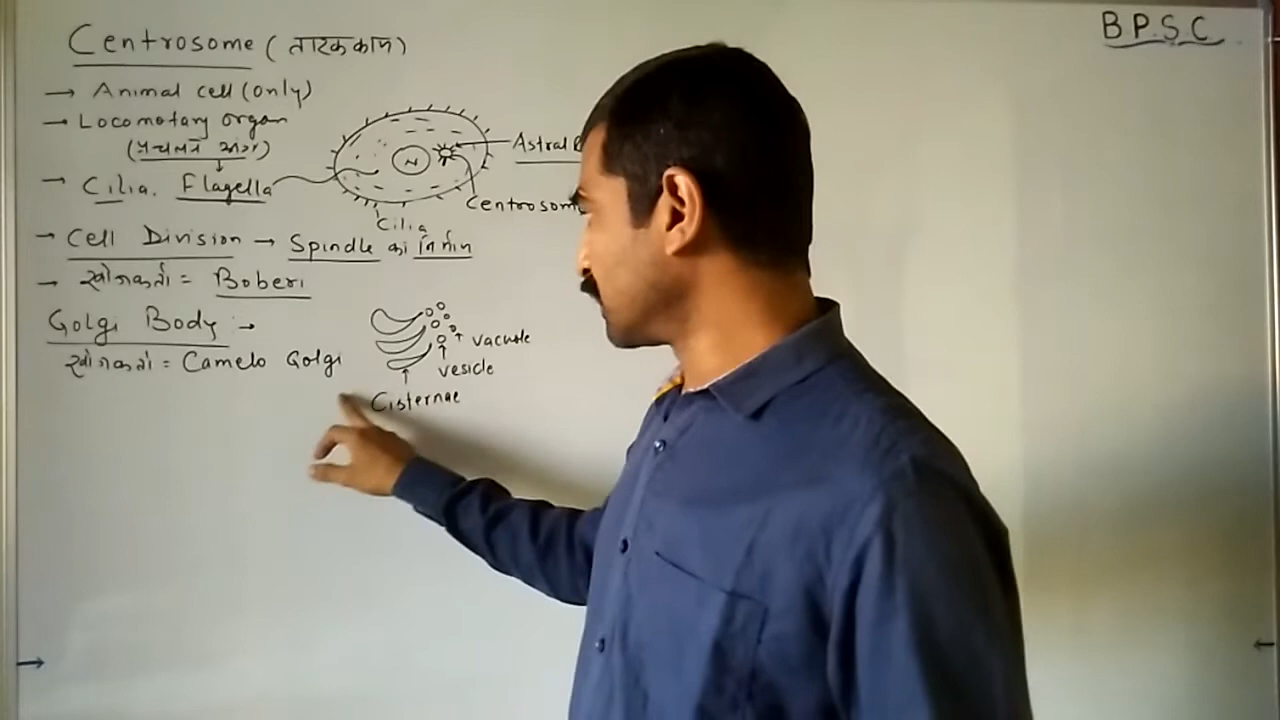 Centrosome (तारककाय)
B.P.S.C.
→ Animal cell (only)
→ Locomotary organ
(प्रचलन अंग)
→ Cilia, Flagella
Astral
Centrosom
N
Cilia
→ Cell Division → Spindle का निर्माण
→ खोजकर्ता = Boberi
Golgi Body :→
खोजकर्ता = Camelo Golgi
vacuole
vesicle
Cisternae